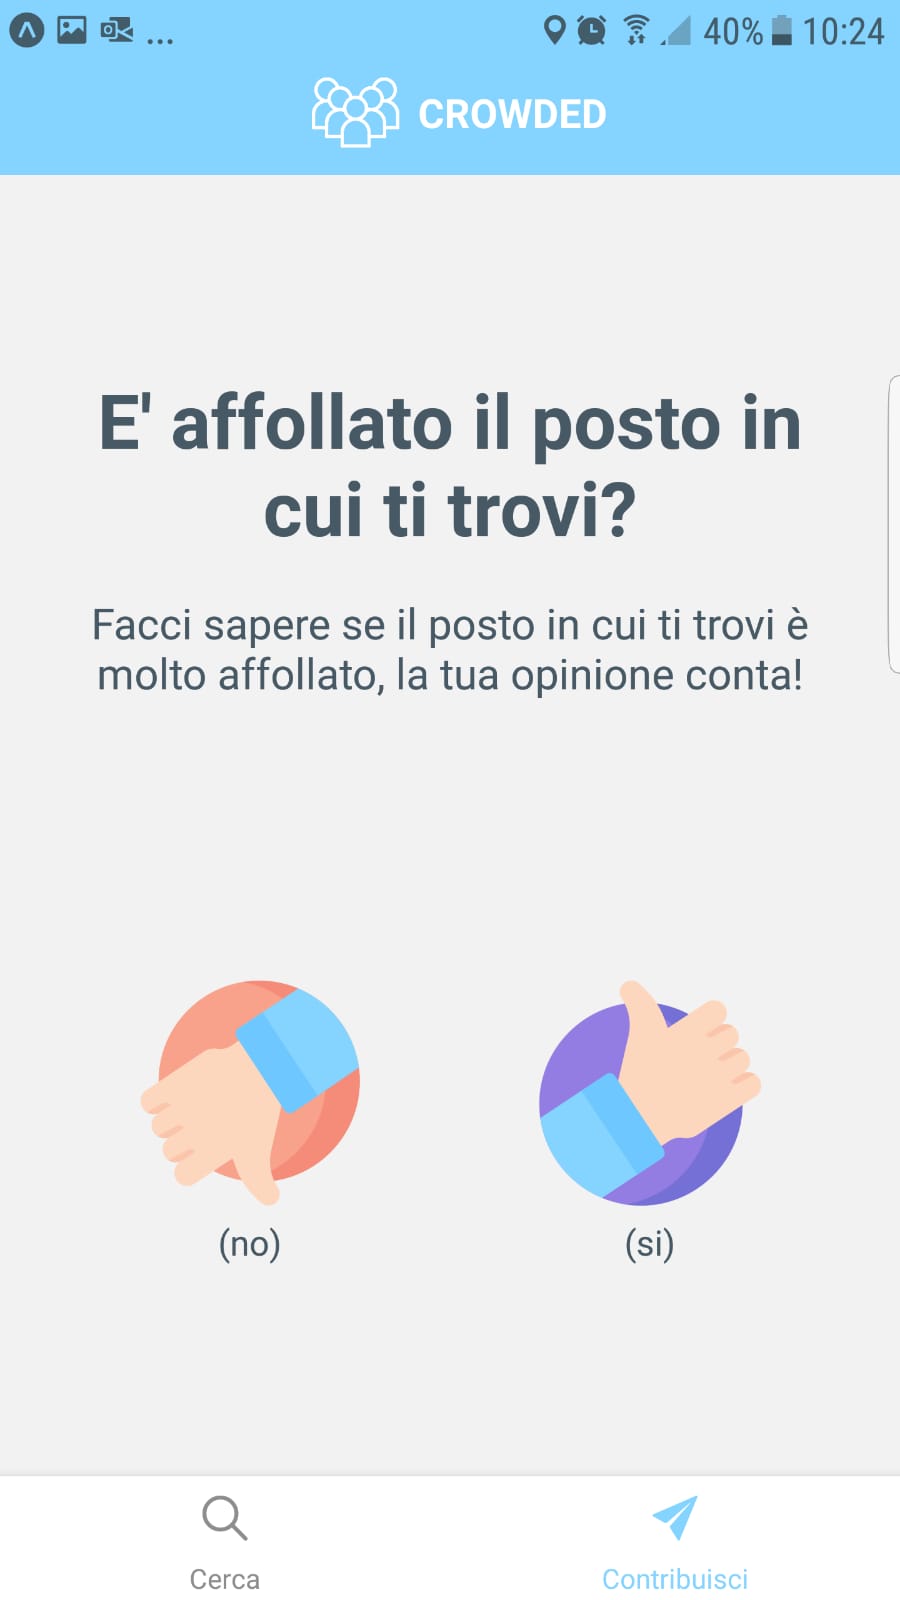 ... 40% 10:24
CROWDED
E' affollato il posto in
cui ti trovi?
Facci sapere se il posto in cui ti trovi è
molto affollato, la tua opinione conta!
(no) (si)
Cerca Contribuisci